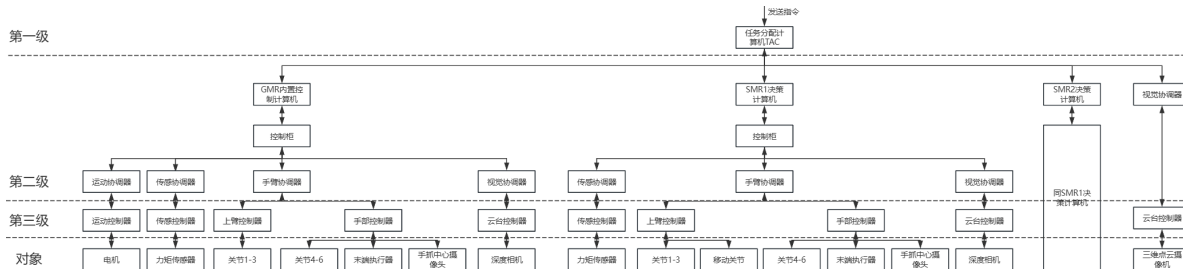 发送指令
第一级
任务分配计
算机TAC
GMR内置控
制计算机
SMR1决策
计算机
SMR2决策
计算机
视觉协调器
控制柜
控制柜
第二级
运动协调器
传感协调器
手臂协调器
视觉协调器
传感协调器
手臂协调器
视觉协调器
同SMR1决
策计算机
第三级
运动控制器
传感控制器
上臂控制器
手部控制器
云台控制器
传感控制器
上臂控制器
手部控制器
云台控制器
云台控制器
对象
电机
力矩传感器
关节1-3
关节4-6
末端执行器
手抓中心摄
像头
深度相机
力矩传感器
关节1-3
移动关节
关节4-6
末端执行器
手抓中心摄
像头
深度相机
三维点云摄
像机